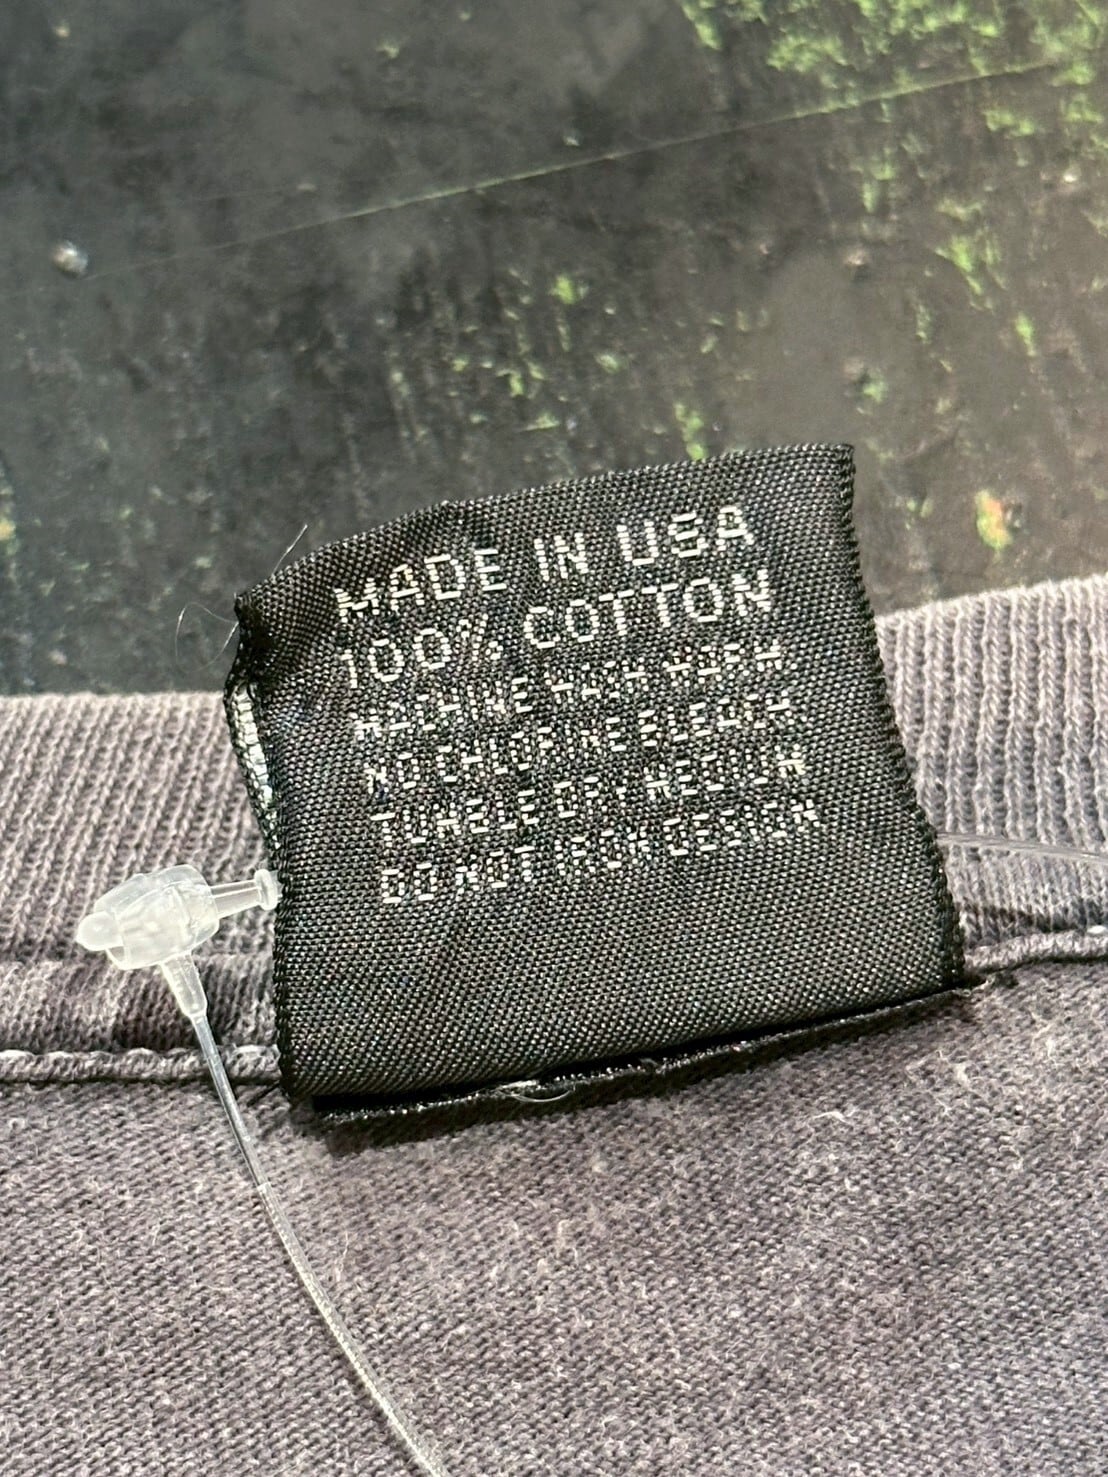 MADE IN USA
100% COTTON
MACHINE WASH WARM.
NO CHLORINE BLEACH.
TUMBLE DRY MEDIUM
DO NOT IRON DESIGN